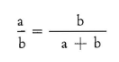 a/b = b/(a + b)